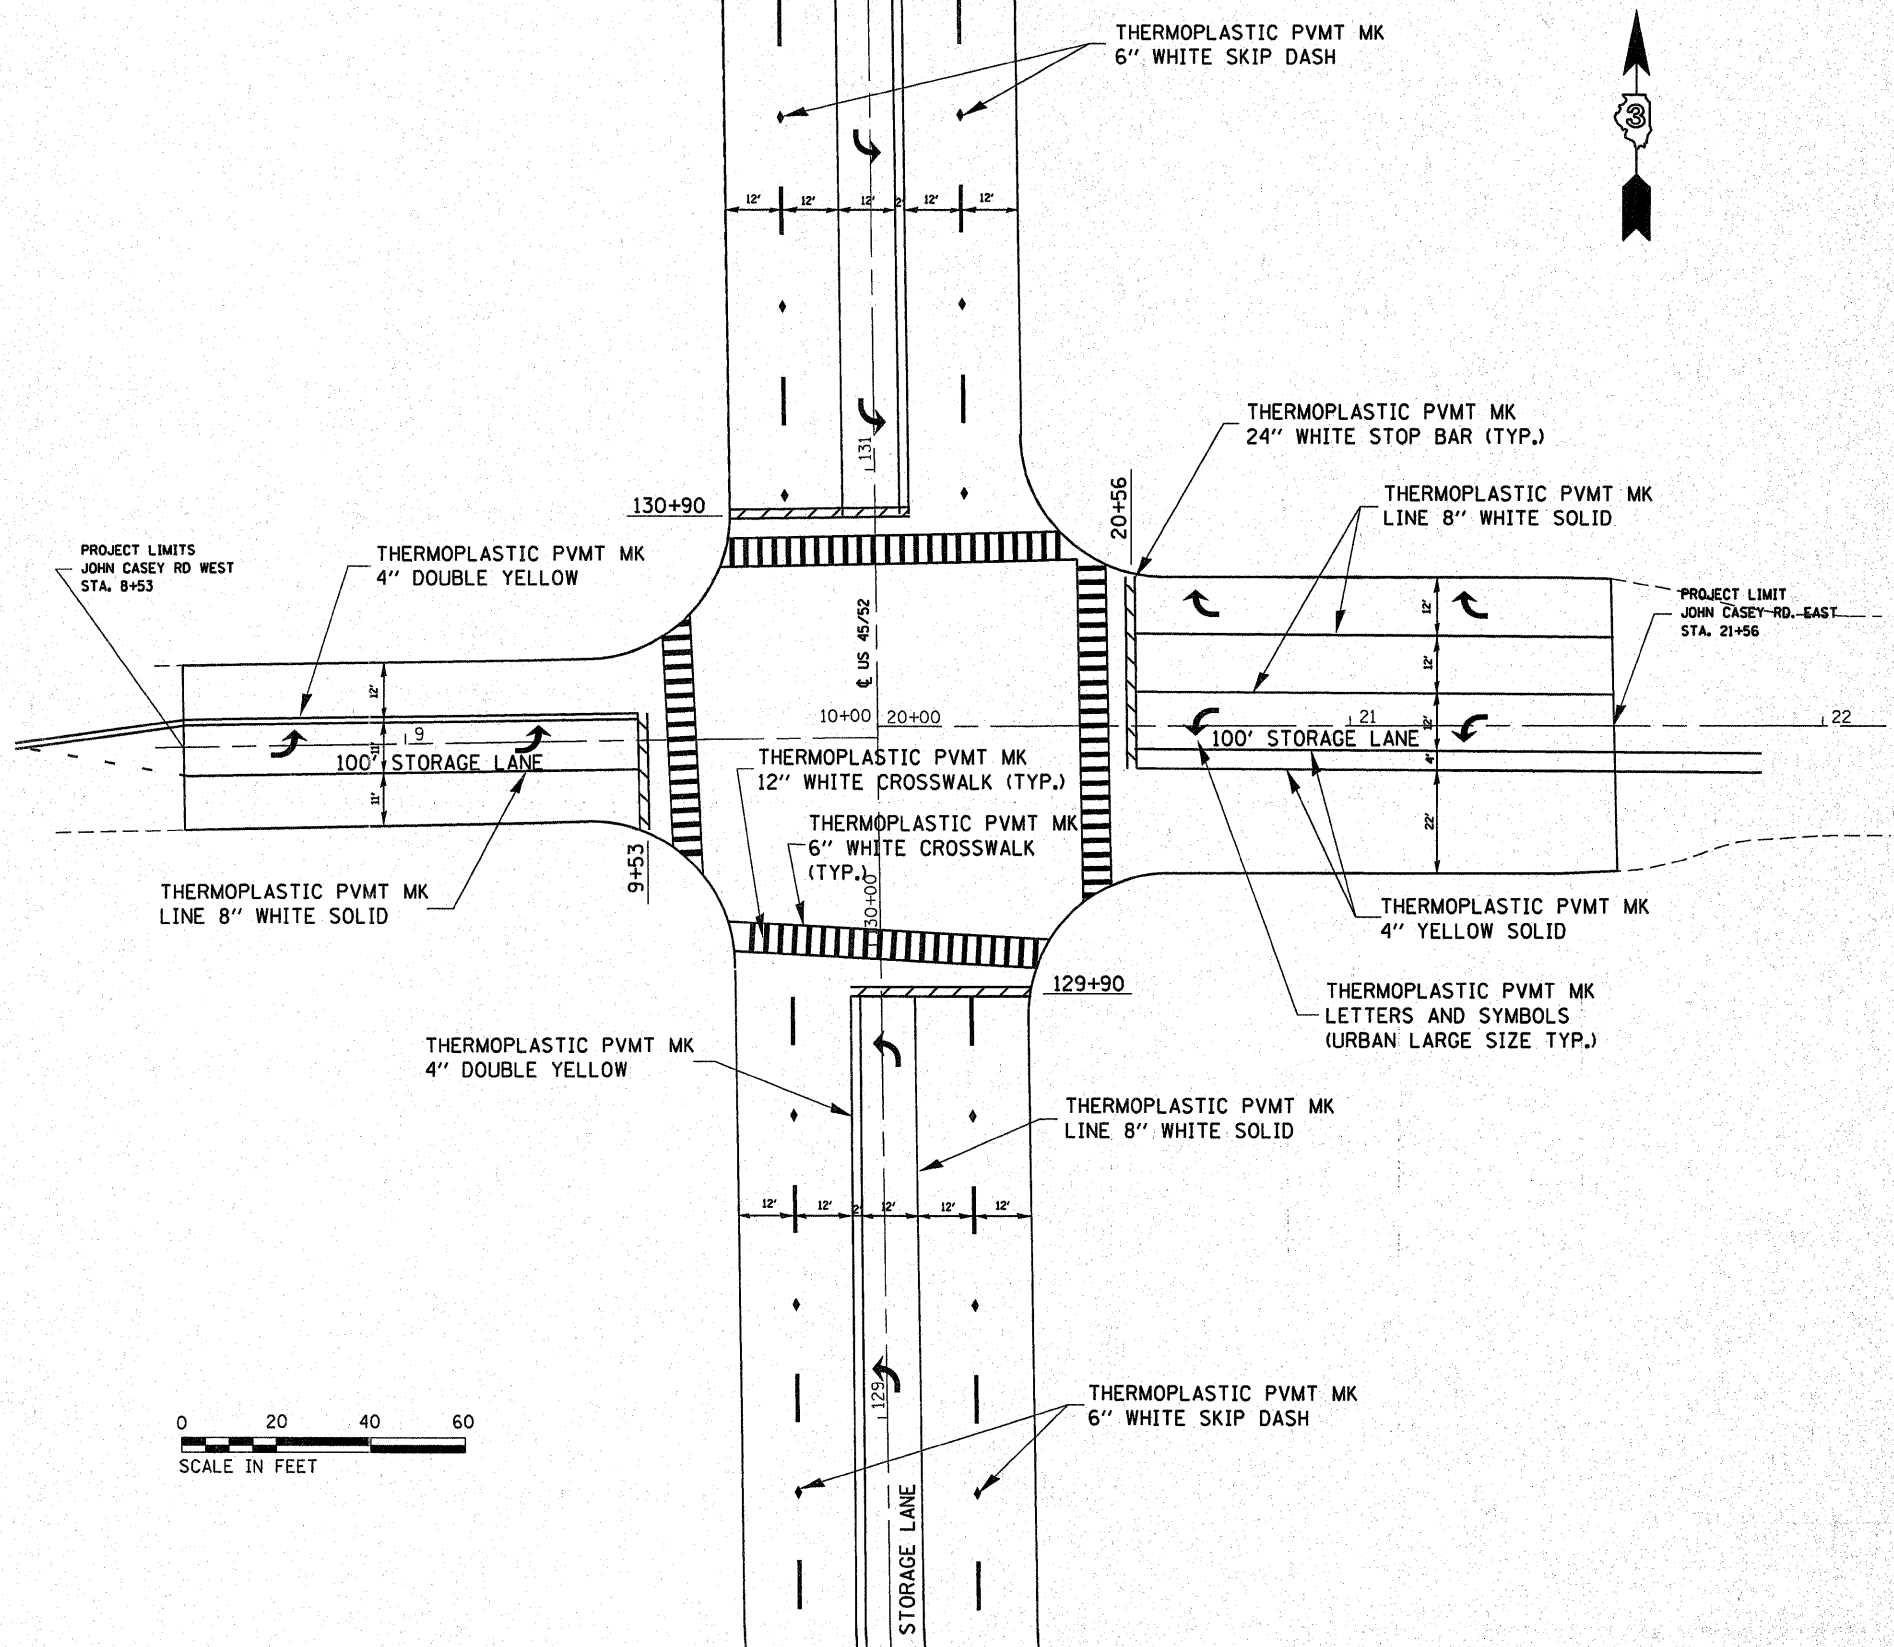 THERMOPLASTIC PVMT MK
6" WHITE SKIP DASH
3
12'
12'
12'
2'
12'
12'
131
THERMOPLASTIC PVMT MK
24" WHITE STOP BAR (TYP.)
130+90
20+56
THERMOPLASTIC PVMT MK
LINE 8" WHITE SOLID
PROJECT LIMITS
JOHN CASEY RD WEST
STA. 8+53
THERMOPLASTIC PVMT MK
4" DOUBLE YELLOW
℄ US 45/52
PROJECT LIMIT
JOHN CASEY RD. EAST
STA. 21+56
12'
12'
12'
4'
22'
12'
11'
11'
9
100' STORAGE LANE
10+00
20+00
21
22
100' STORAGE LANE
THERMOPLASTIC PVMT MK
12" WHITE CROSSWALK (TYP.)
THERMOPLASTIC PVMT MK
6" WHITE CROSSWALK
(TYP.)
30+00
9+53
THERMOPLASTIC PVMT MK
LINE 8" WHITE SOLID
THERMOPLASTIC PVMT MK
4" YELLOW SOLID
129+90
THERMOPLASTIC PVMT MK
LETTERS AND SYMBOLS
(URBAN LARGE SIZE TYP.)
THERMOPLASTIC PVMT MK
4" DOUBLE YELLOW
THERMOPLASTIC PVMT MK
LINE 8" WHITE SOLID
12'
12'
2'
12'
12'
12'
129
THERMOPLASTIC PVMT MK
6" WHITE SKIP DASH
0 20 40 60
SCALE IN FEET
STORAGE LANE